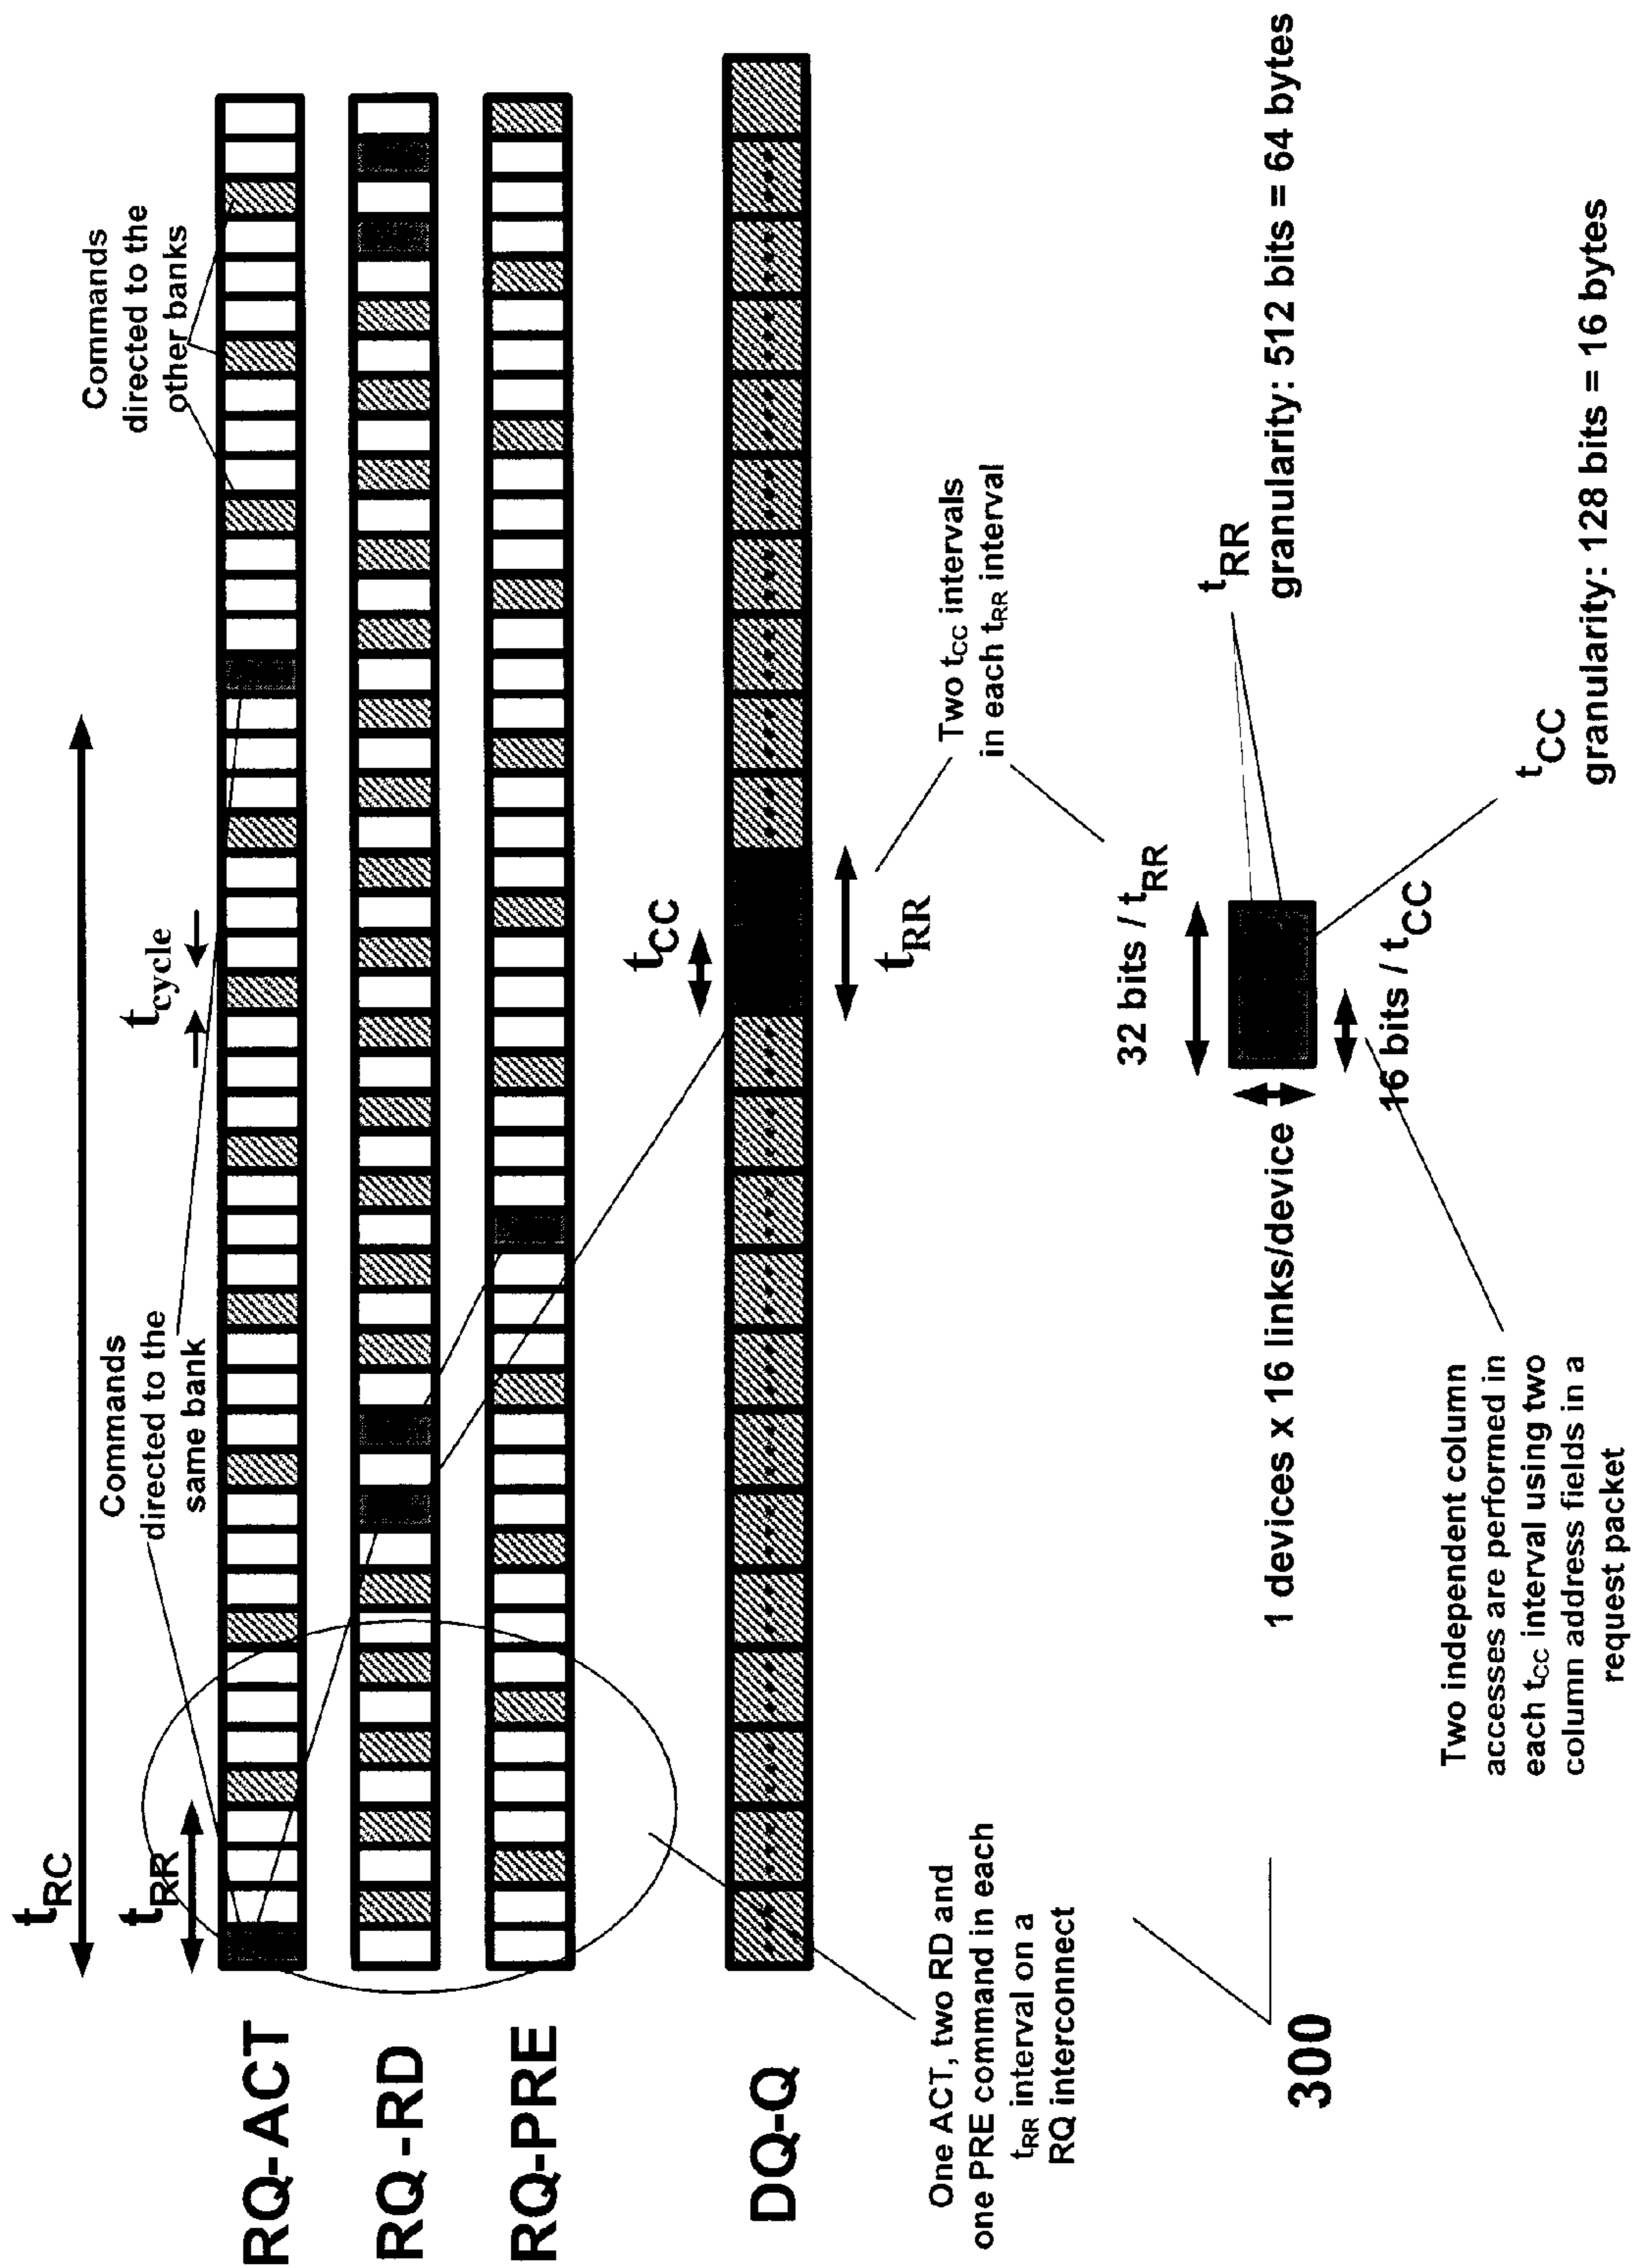 tRC
tRR
tcycle
Commands
directed to the
same bank
Commands
directed to the
other banks
RQ-ACT
RQ-RD
RQ-PRE
DQ-Q
tCC
tRR
One ACT, two RD and
one PRE command in each
tRR interval on a
RQ interconnect
Two tCC intervals
in each tRR interval
32 bits / tRR
1 devices x 16 links/device
16 bits / tCC
tRR
granularity: 512 bits = 64 bytes
tCC
granularity: 128 bits = 16 bytes
Two independent column
accesses are performed in
each tCC interval using two
column address fields in a
request packet
300